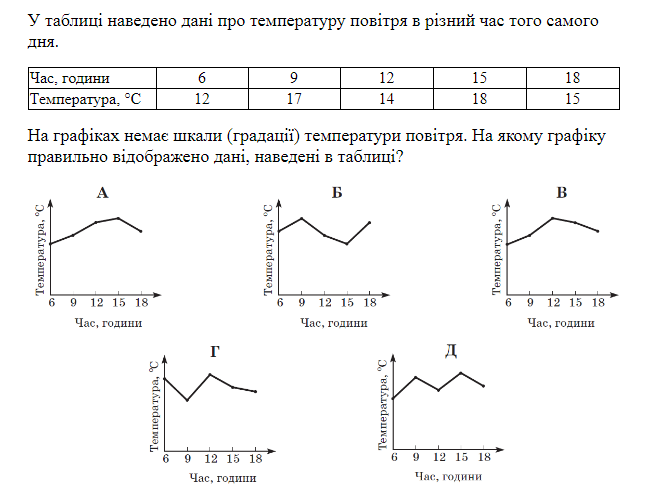 У таблиці наведено дані про температуру повітря в різний час того самого
дня.
Час, години 6 9 12 15 18
Температура, °C 12 17 14 18 15
На графіках немає шкали (градації) температури повітря. На якому графіку
правильно відображено дані, наведені в таблиці?
А
Температура, °C
6 9 12 15 18
Час, години
Б
Температура, °C
6 9 12 15 18
Час, години
В
Температура, °C
6 9 12 15 18
Час, години
Г
Температура, °C
6 9 12 15 18
Час, години
Д
Температура, °C
6 9 12 15 18
Час, години